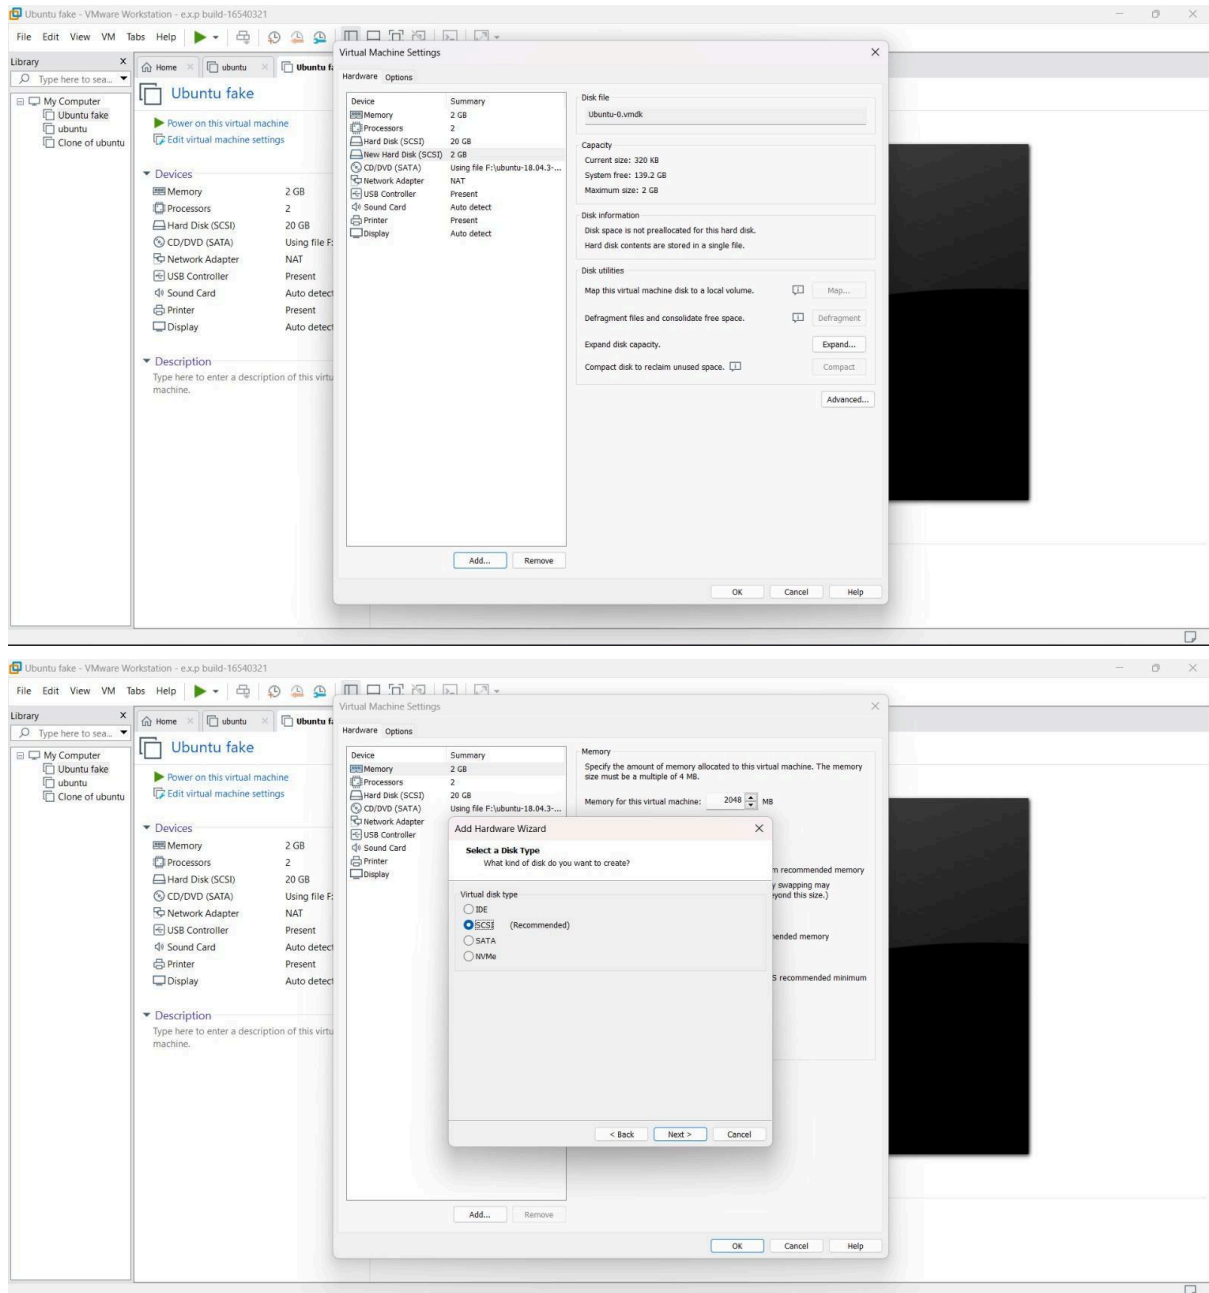 Ubuntu fake - VMware Workstation - e.x.p build-16540321
File Edit View VM Tabs Help
Library X
Type here to sea...
My Computer
Ubuntu fake
ubuntu
Clone of ubuntu
Home ubuntu Ubuntu f
Ubuntu fake
Power on this virtual machine
Edit virtual machine settings
Devices
Memory 2 GB
Processors 2
Hard Disk (SCSI) 20 GB
CD/DVD (SATA) Using file F:
Network Adapter NAT
USB Controller Present
Sound Card Auto detect
Printer Present
Display Auto detect
Description
Type here to enter a description of this virtu
machine.
Virtual Machine Settings
Hardware Options
Device Summary
Memory 2 GB
Processors 2
Hard Disk (SCSI) 20 GB
New Hard Disk (SCSI) 2 GB
CD/DVD (SATA) Using file F:\ubuntu-18.04.3-...
Network Adapter NAT
USB Controller Present
Sound Card Auto detect
Printer Present
Display Auto detect
Add... Remove
Disk file
Ubuntu-0.vmdk
Capacity
Current size: 320 KB
System free: 139.2 GB
Maximum size: 2 GB
Disk information
Disk space is not preallocated for this hard disk.
Hard disk contents are stored in a single file.
Disk utilities
Map this virtual machine disk to a local volume. Map...
Defragment files and consolidate free space. Defragment
Expand disk capacity. Expand...
Compact disk to reclaim unused space. Compact
Advanced...
OK Cancel Help
Ubuntu fake - VMware Workstation - e.x.p build-16540321
File Edit View VM Tabs Help
Library X
Type here to sea...
My Computer
Ubuntu fake
ubuntu
Clone of ubuntu
Home ubuntu Ubuntu f
Ubuntu fake
Power on this virtual machine
Edit virtual machine settings
Devices
Memory 2 GB
Processors 2
Hard Disk (SCSI) 20 GB
CD/DVD (SATA) Using file F:
Network Adapter NAT
USB Controller Present
Sound Card Auto detect
Printer Present
Display Auto detect
Description
Type here to enter a description of this virtu
machine.
Virtual Machine Settings
Hardware Options
Device Summary
Memory 2 GB
Processors 2
Hard Disk (SCSI) 20 GB
CD/DVD (SATA) Using file F:\ubuntu-18.04.3-...
Network Adapter
USB Controller
Sound Card
Printer
Display
Add... Remove
Memory
Specify the amount of memory allocated to this virtual machine. The memory
size must be a multiple of 4 MB.
Memory for this virtual machine: 2048 MB
m recommended memory
y swapping may
eyond this size.)
ended memory
S recommended minimum
Add Hardware Wizard
Select a Disk Type
What kind of disk do you want to create?
Virtual disk type
IDE
SCSI (Recommended)
SATA
NVMe
< Back Next > Cancel
OK Cancel Help